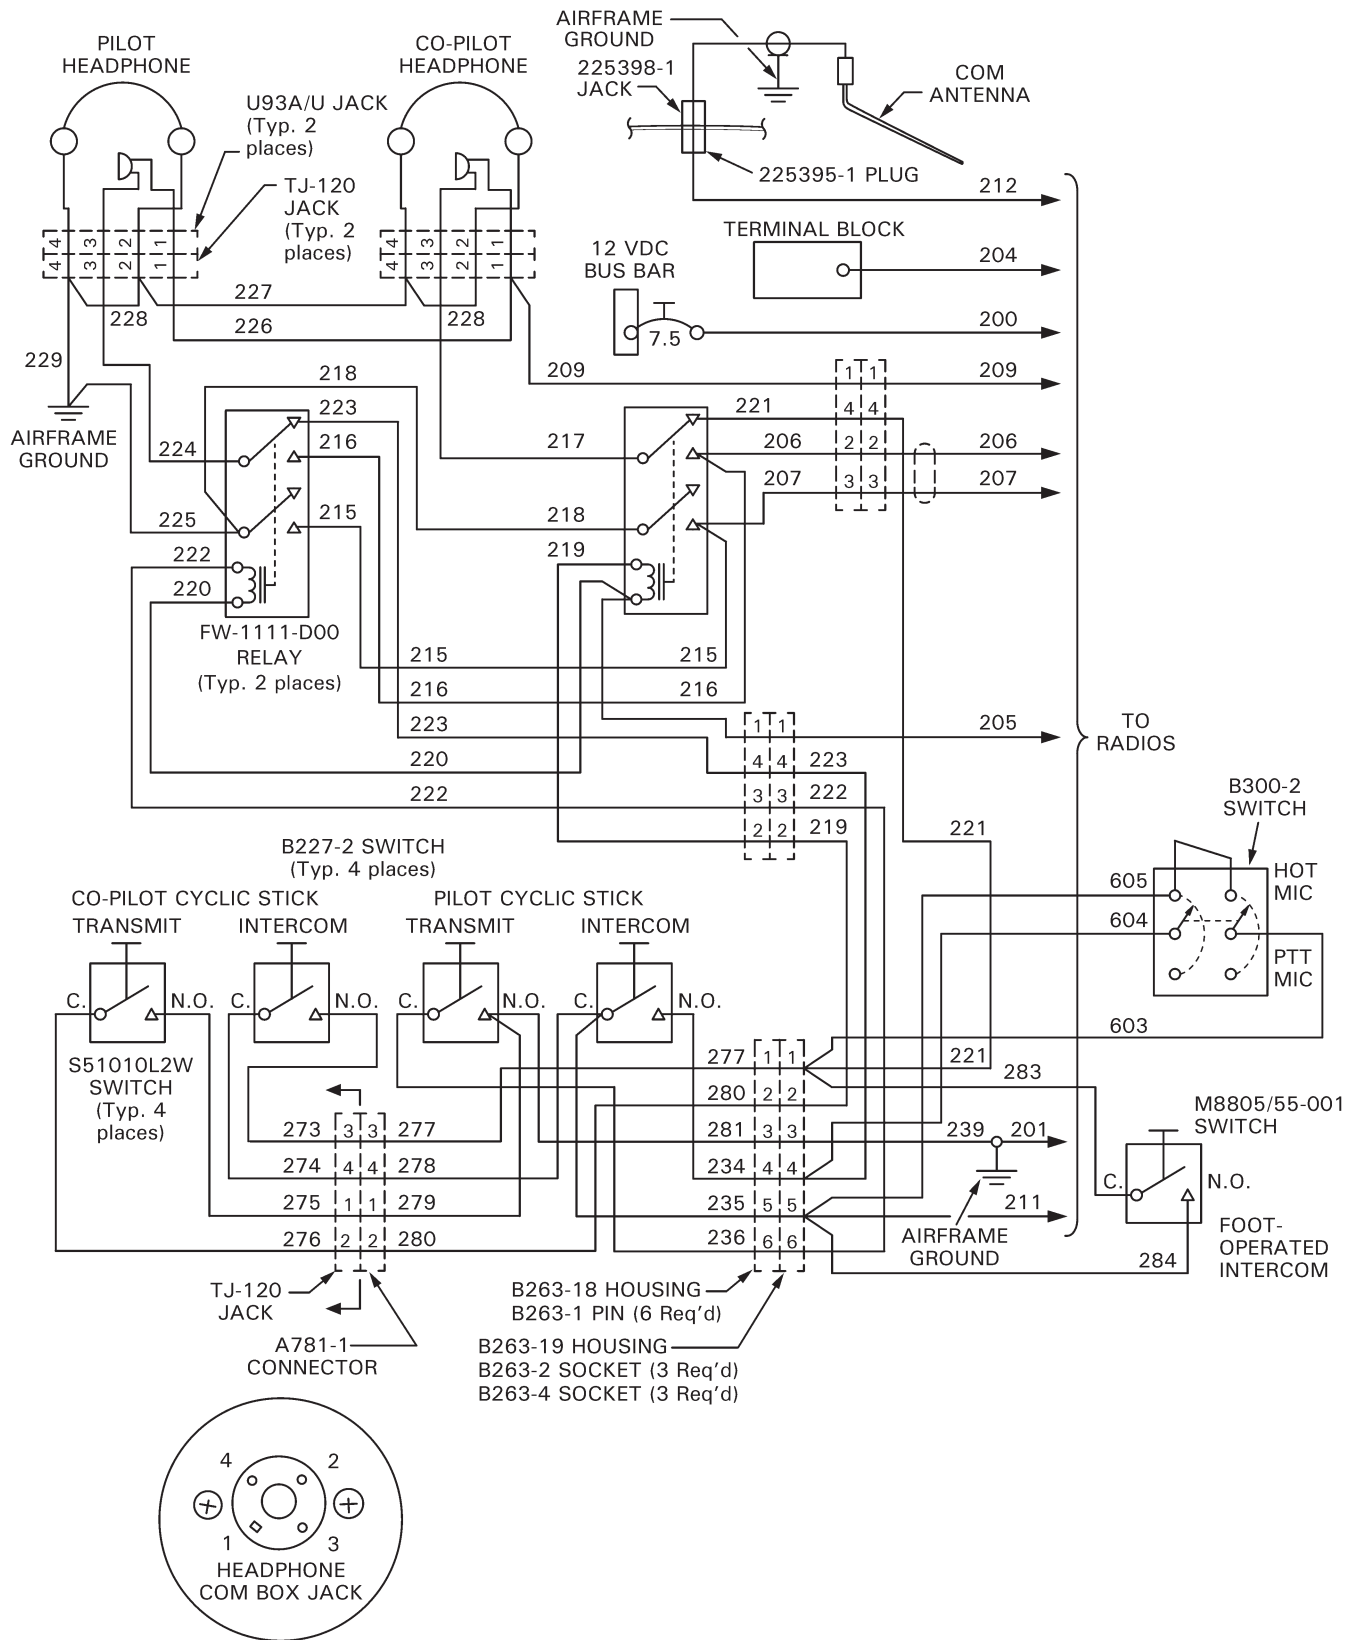 AIRFRAME
GROUND
PILOT
HEADPHONE
CO-PILOT
HEADPHONE
225398-1
JACK
COM
ANTENNA
U93A/U JACK
(Typ. 2
places)
TJ-120
JACK
(Typ. 2
places)
225395-1 PLUG
212
4 3 2 1
4 3 2 1
4 3 2 1
4 3 2 1
TERMINAL BLOCK
204
12 VDC
BUS BAR
7.5
200
227
228
226
228
229
209
1 1
209
218
223
221
4 4
216
AIRFRAME
GROUND
224
217
206
2 2
206
207
3 3
207
215
225
218
222
219
220
FW-1111-D00
RELAY
(Typ. 2 places)
215
215
216
216
223
1 1
205
TO
RADIOS
220
4 4
223
222
3 3
222
2 2
219
221
B300-2
SWITCH
B227-2 SWITCH
(Typ. 4 places)
HOT
MIC
605
604
PTT
MIC
603
CO-PILOT CYCLIC STICK
PILOT CYCLIC STICK
TRANSMIT
INTERCOM
TRANSMIT
INTERCOM
C.
N.O.
C.
N.O.
C.
N.O.
C.
N.O.
S51010L2W
SWITCH
(Typ. 4
places)
277
1 1
221
283
280
2 2
M8805/55-001
SWITCH
273
3 3
277
281
3 3
239
201
274
4 4
278
234
4 4
C.
N.O.
275
1 1
279
235
5 5
211
276
2 2
280
236
6 6
AIRFRAME
GROUND
FOOT-
OPERATED
INTERCOM
284
TJ-120
JACK
B263-18 HOUSING
B263-1 PIN (6 Req'd)
A781-1
CONNECTOR
B263-19 HOUSING
B263-2 SOCKET (3 Req'd)
B263-4 SOCKET (3 Req'd)
4
2
1
3
HEADPHONE
COM BOX JACK